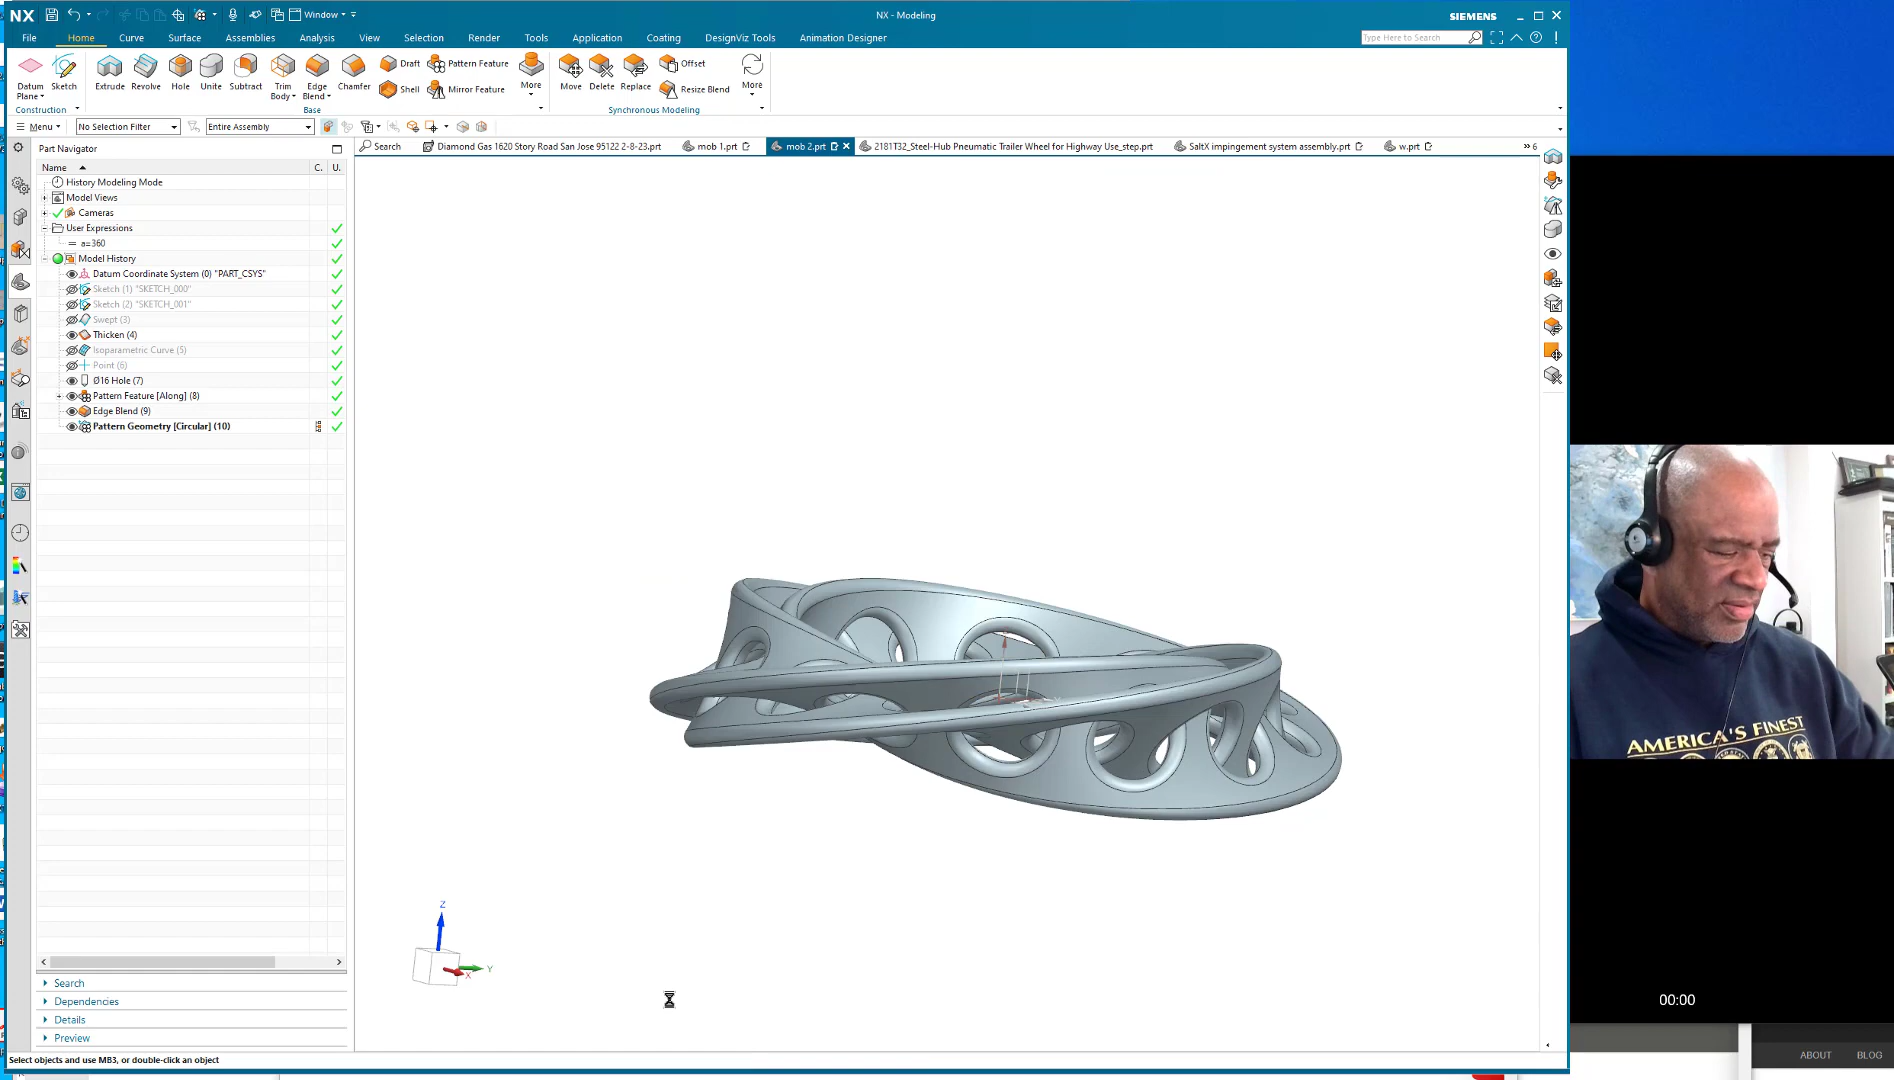 NX
Window
NX - Modeling
SIEMENS
File Home Curve Surface Assemblies Analysis View Selection Render Tools Application Coating DesignViz Tools Animation Designer
Type Here to Search
Datum Plane
Sketch
Extrude
Revolve
Hole
Unite
Subtract
Trim Body
Edge Blend
Chamfer
Draft
Shell
Pattern Feature
Mirror Feature
More
Move
Delete
Replace
Offset
Resize Blend
More
Construction
Base
Synchronous Modeling
Menu
No Selection Filter
Entire Assembly
Part Navigator
Search
Diamond Gas 1620 Story Road San Jose 95122 2-8-23.prt
mob 1.prt
mob 2.prt
2181T32_Steel-Hub Pneumatic Trailer Wheel for Highway Use_step.prt
SaltX impingement system assembly.prt
w.prt
6
Name C. U.
History Modeling Mode
Model Views
Cameras
User Expressions
a=360
Model History
Datum Coordinate System (0) "PART_CSYS"
Sketch (1) "SKETCH_000"
Sketch (2) "SKETCH_001"
Swept (3)
Thicken (4)
Isoparametric Curve (5)
Point (6)
Ø16 Hole (7)
Pattern Feature [Along] (8)
Edge Blend (9)
Pattern Geometry [Circular] (10)
Z
Y
X
AMERICA'S FINEST
00:00
Search
Dependencies
Details
Preview
Select objects and use MB3, or double-click an object
ABOUT BLOG